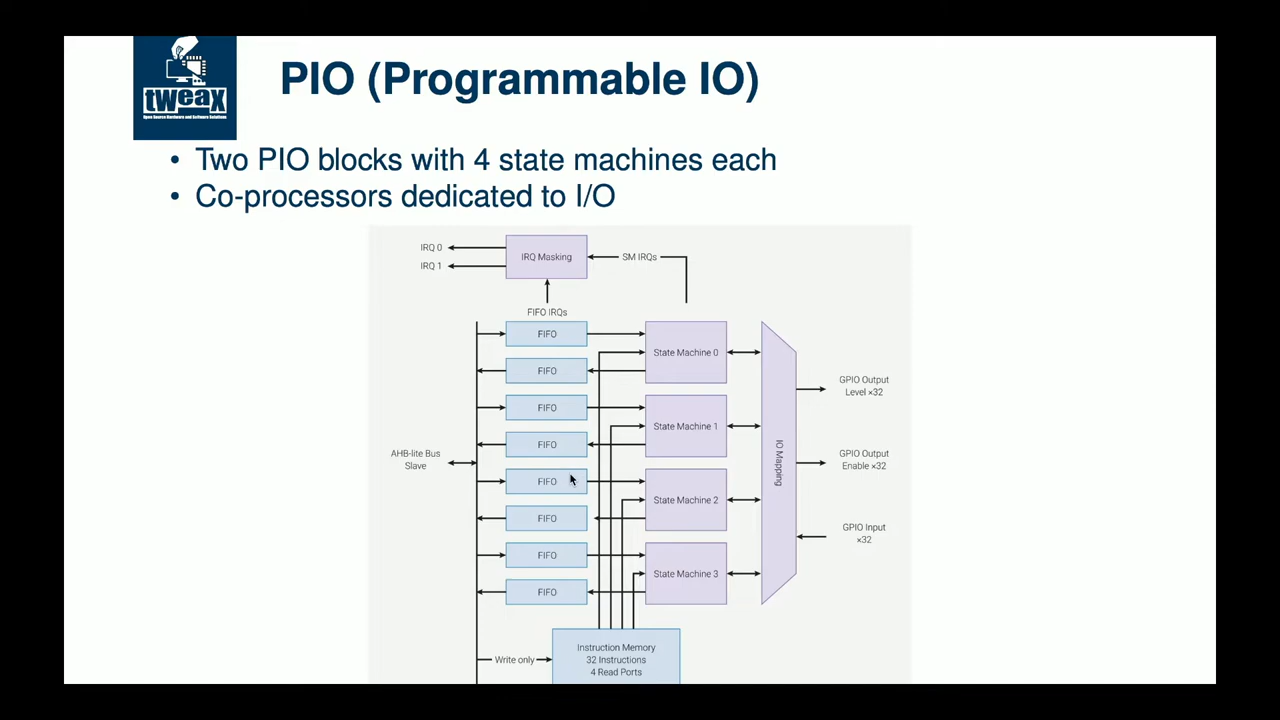 tweax
Open Source Hardware and Software Solutions
PIO (Programmable IO)
• Two PIO blocks with 4 state machines each
• Co-processors dedicated to I/O
IRQ 0
IRQ 1
IRQ Masking
SM IRQs
FIFO IRQs
FIFO
FIFO
FIFO
FIFO
FIFO
FIFO
FIFO
FIFO
State Machine 0
State Machine 1
State Machine 2
State Machine 3
AHB-lite Bus
Slave
IO Mapping
GPIO Output
Level ×32
GPIO Output
Enable ×32
GPIO Input
×32
Write only
Instruction Memory
32 Instructions
4 Read Ports